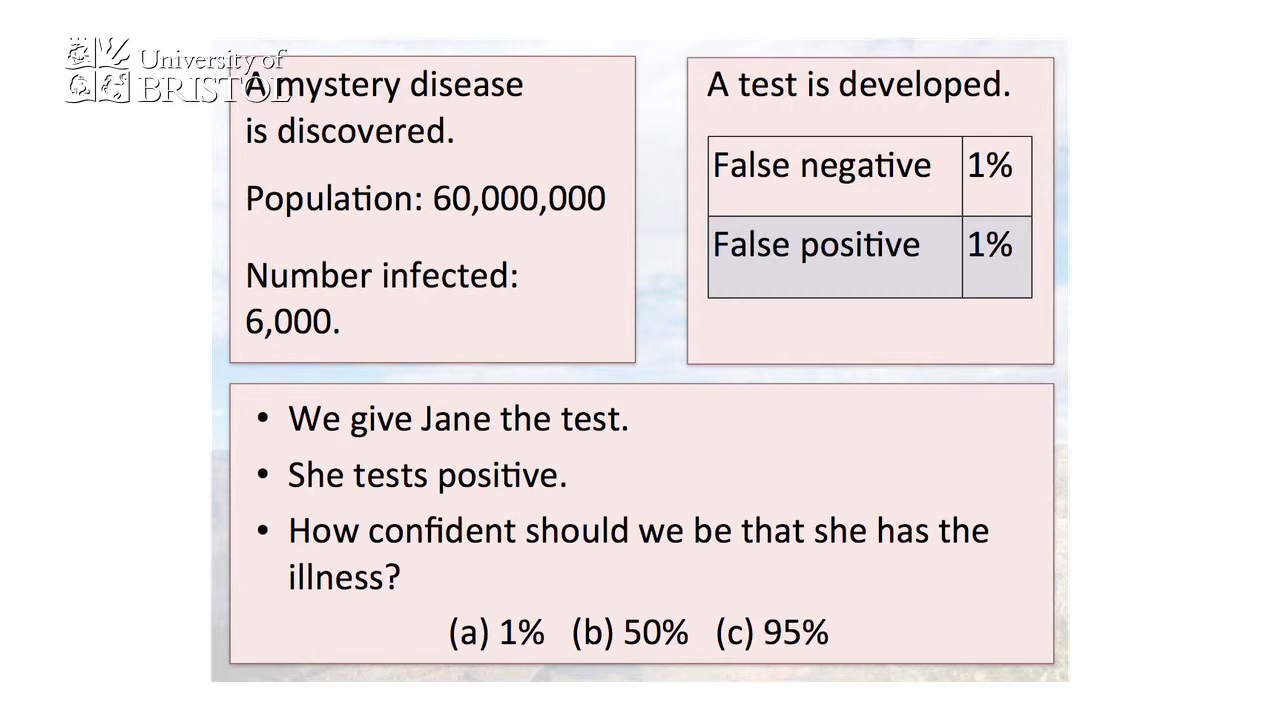 University of
BRISTOL
A mystery disease
is discovered.
Population: 60,000,000
Number infected:
6,000.
A test is developed.
False negative 1%
False positive 1%
• We give Jane the test.
• She tests positive.
• How confident should we be that she has the
illness?
(a) 1% (b) 50% (c) 95%